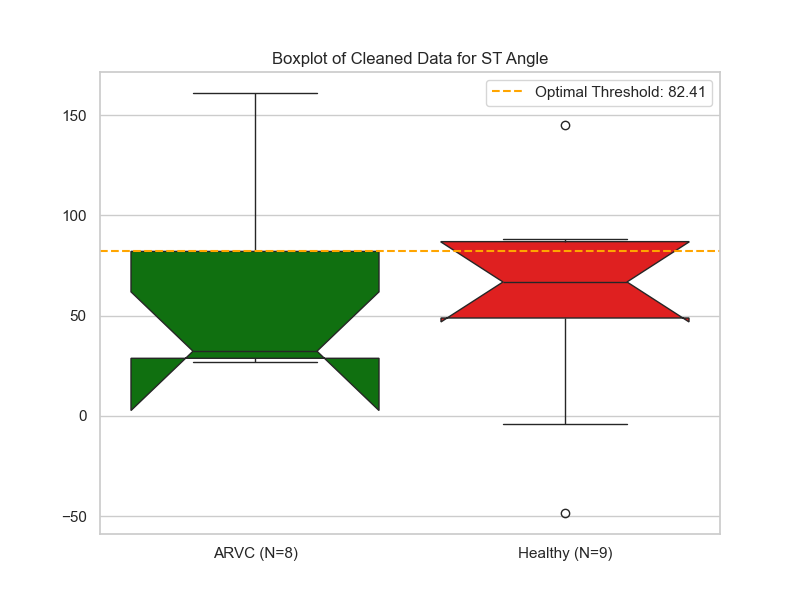 Boxplot of Cleaned Data for ST Angle
Optimal Threshold: 82.41
150
100
50
0
−50
ARVC (N=8)
Healthy (N=9)